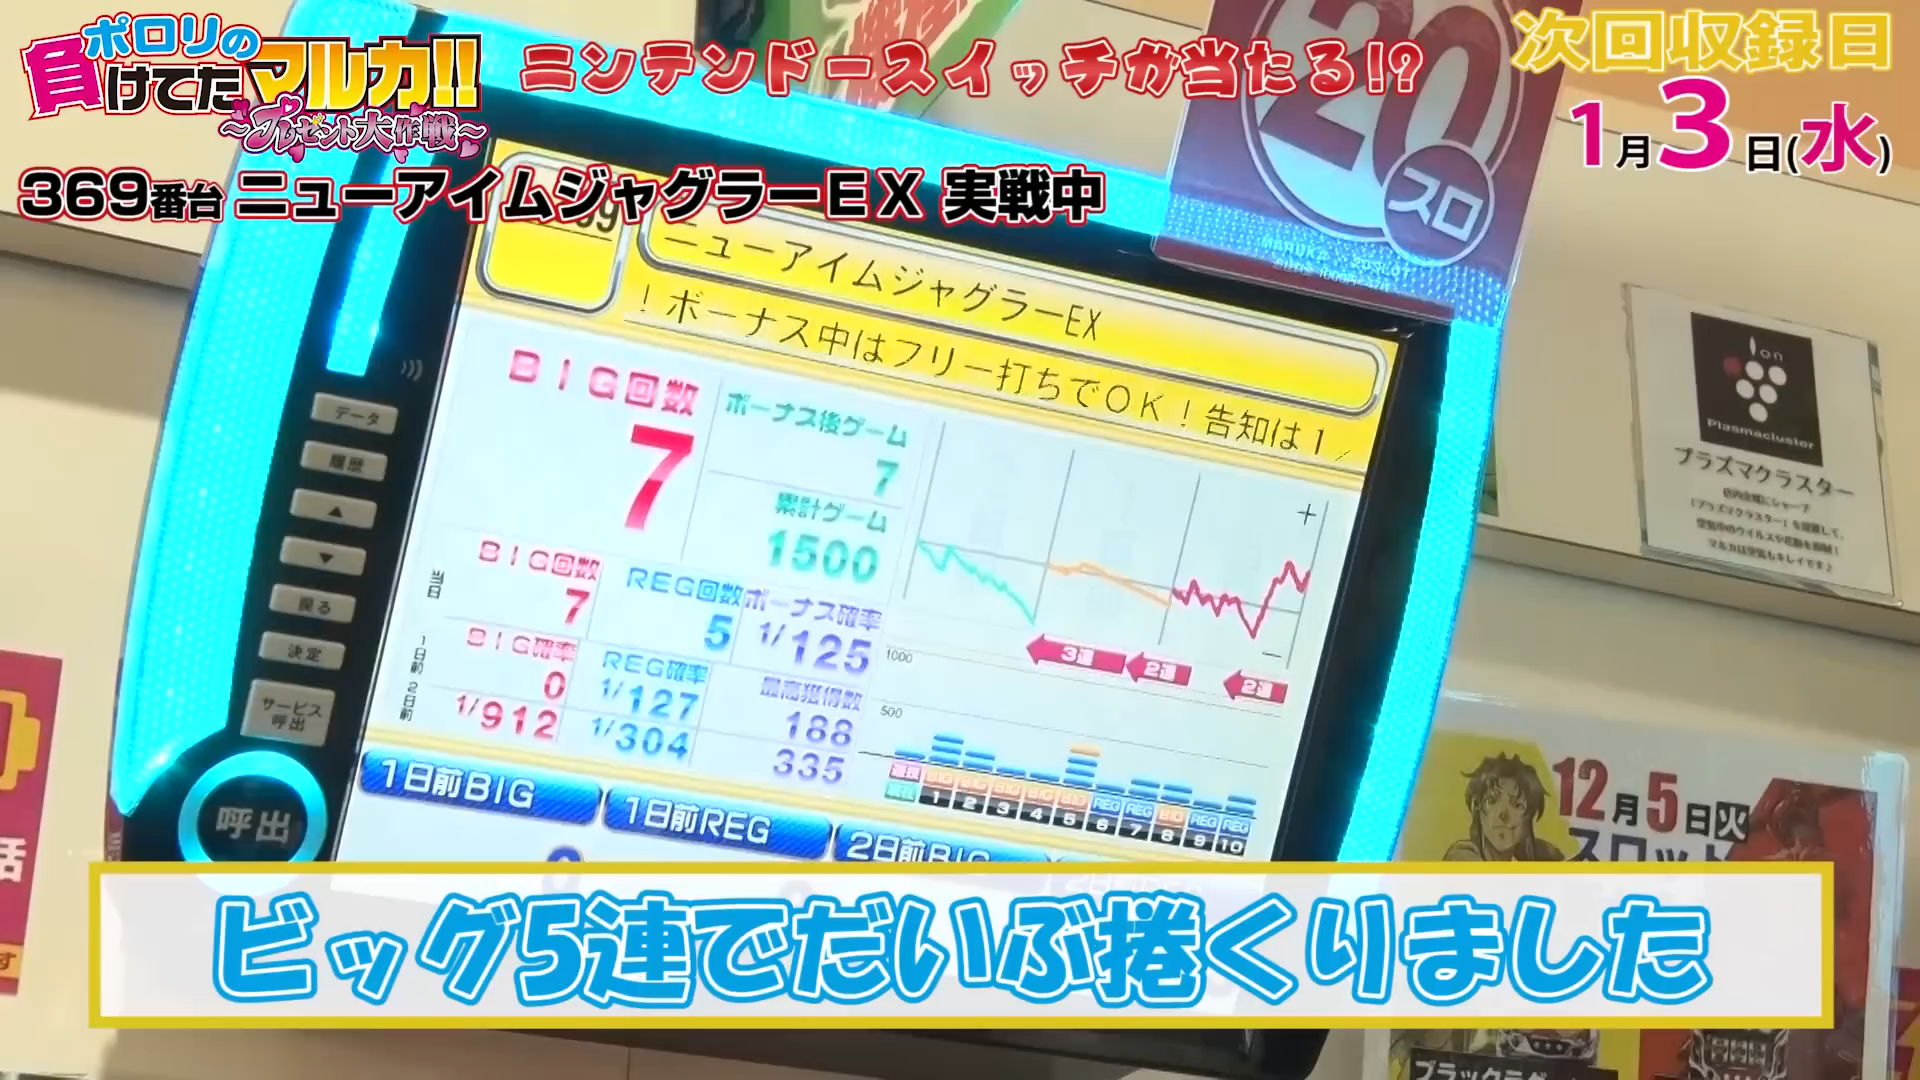 ポロリの
負けてたマルカ!!
～プレゼント大作戦～
ニンテンドースイッチが当たる!?
次回収録日
1月3日(水)
369番台 ニューアイムジャグラーEX 実戦中
20スロ
ニューアイムジャグラーEX
！ボーナス中はフリー打ちでOK！告知は1
BIG回数
7
ボーナス後ゲーム
7
累計ゲーム
1500
当日
BIG回数
7
REG回数
5
ボーナス確率
1/125
1日前
2日前
BIG確率
0
1/912
REG確率
1/127
1/304
最高獲得数
188
335
+
－
3連
2連
2連
1000
500
BIG BIG BIG BIG BIG REG REG BIG REG REG
1 2 3 4 5 6 7 8 9 10
1日前BIG
1日前REG
2日前BIG
データ
履歴
▲
▼
戻る
決定
サービス
呼出
呼出
Ion
Plasmacluster
プラズマクラスター
12月5日火
スロット
ビッグ5連でだいぶ捲くりました